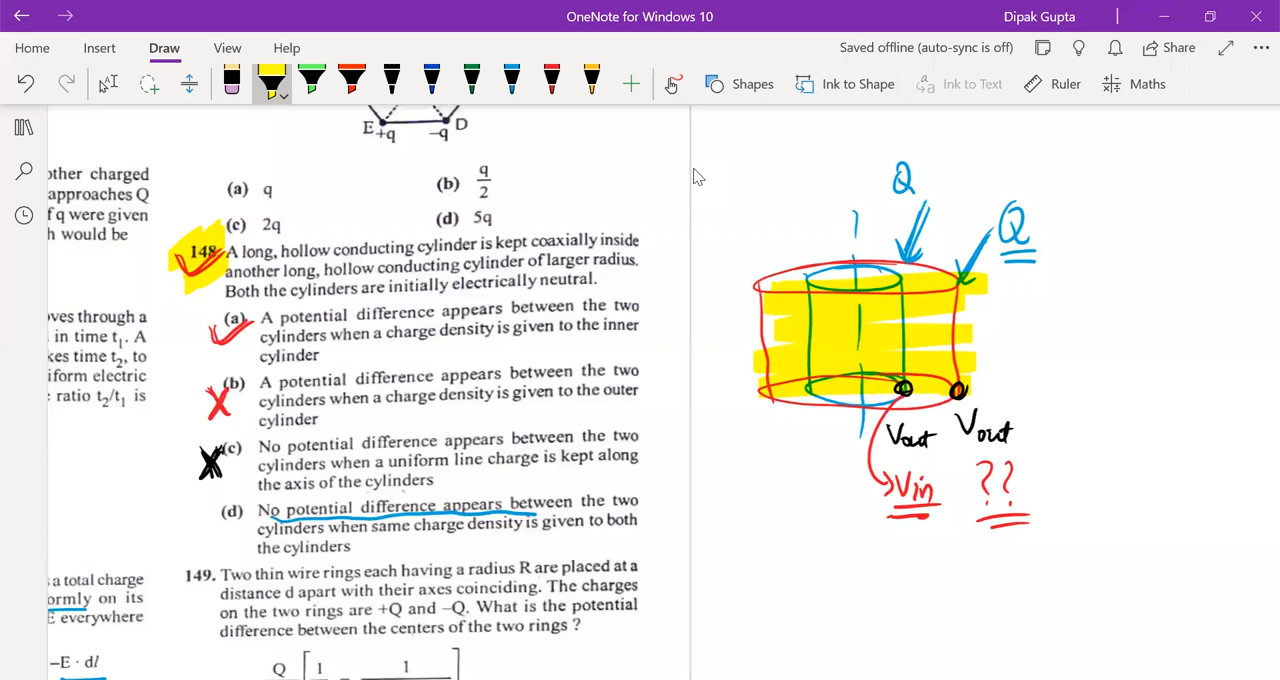 OneNote for Windows 10
Dipak Gupta
Home Insert Draw View Help
Saved offline (auto-sync is off)
Share
Shapes
Ink to Shape
Ink to Text
Ruler
Maths
E +q -q D
other charged
approaches Q
f q were given
h would be
(a) q
(b) q/2
(c) 2q
(d) 5q
148. A long, hollow conducting cylinder is kept coaxially inside
another long, hollow conducting cylinder of larger radius.
Both the cylinders are initially electrically neutral.
(a) A potential difference appears between the two
cylinders when a charge density is given to the inner
cylinder
(b) A potential difference appears between the two
cylinders when a charge density is given to the outer
cylinder
(c) No potential difference appears between the two
cylinders when a uniform line charge is kept along
the axis of the cylinders
(d) No potential difference appears between the two
cylinders when same charge density is given to both
the cylinders
oves through a
in time t1. A
kes time t2, to
iform electric
ratio t2/t1 is
149. Two thin wire rings each having a radius R are placed at a
distance d apart with their axes coinciding. The charges
on the two rings are +Q and -Q. What is the potential
difference between the centers of the two rings ?
a total charge
ormly on its
E everywhere
-E · dl
Q [ 1 - 1 ]
Q
Q
Vout
Vout
Vin
??